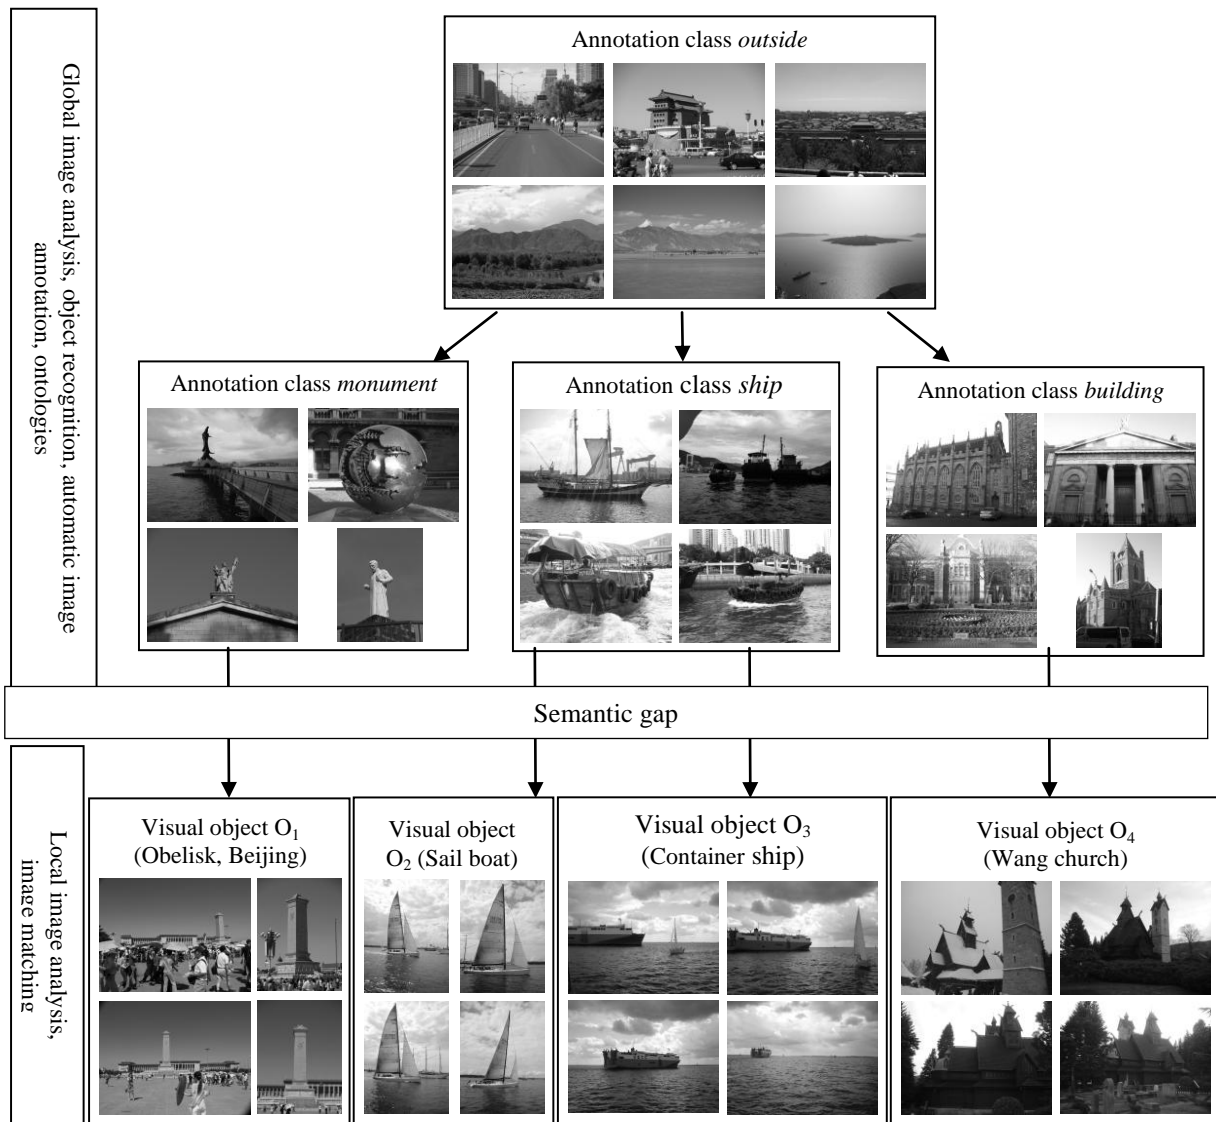 Global image analysis, object recognition, automatic image
annotation, ontologies
Annotation class outside
Annotation class monument
Annotation class ship
Annotation class building
Semantic gap
Local image analysis,
image matching
Visual object O₁
(Obelisk, Beijing)
Visual object
O₂ (Sail boat)
Visual object O₃
(Container ship)
Visual object O₄
(Wang church)